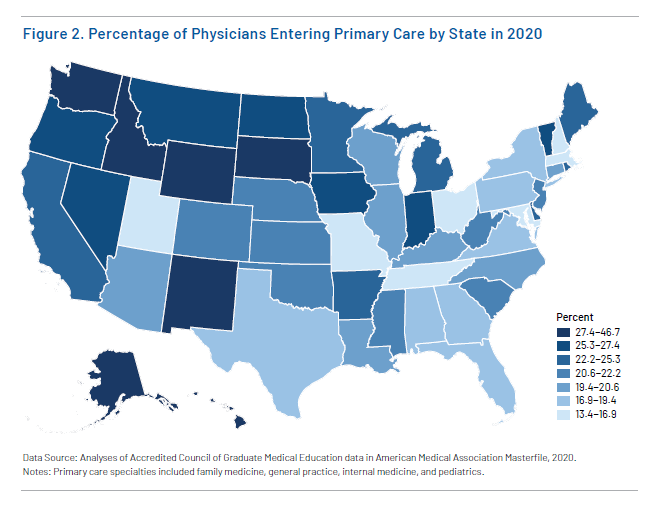 Figure 2. Percentage of Physicians Entering Primary Care by State in 2020
Percent
27.4–46.7
25.3–27.4
22.2–25.3
20.6–22.2
19.4–20.6
16.9–19.4
13.4–16.9
Data Source: Analyses of Accredited Council of Graduate Medical Education data in American Medical Association Masterfile, 2020.
Notes: Primary care specialties included family medicine, general practice, internal medicine, and pediatrics.